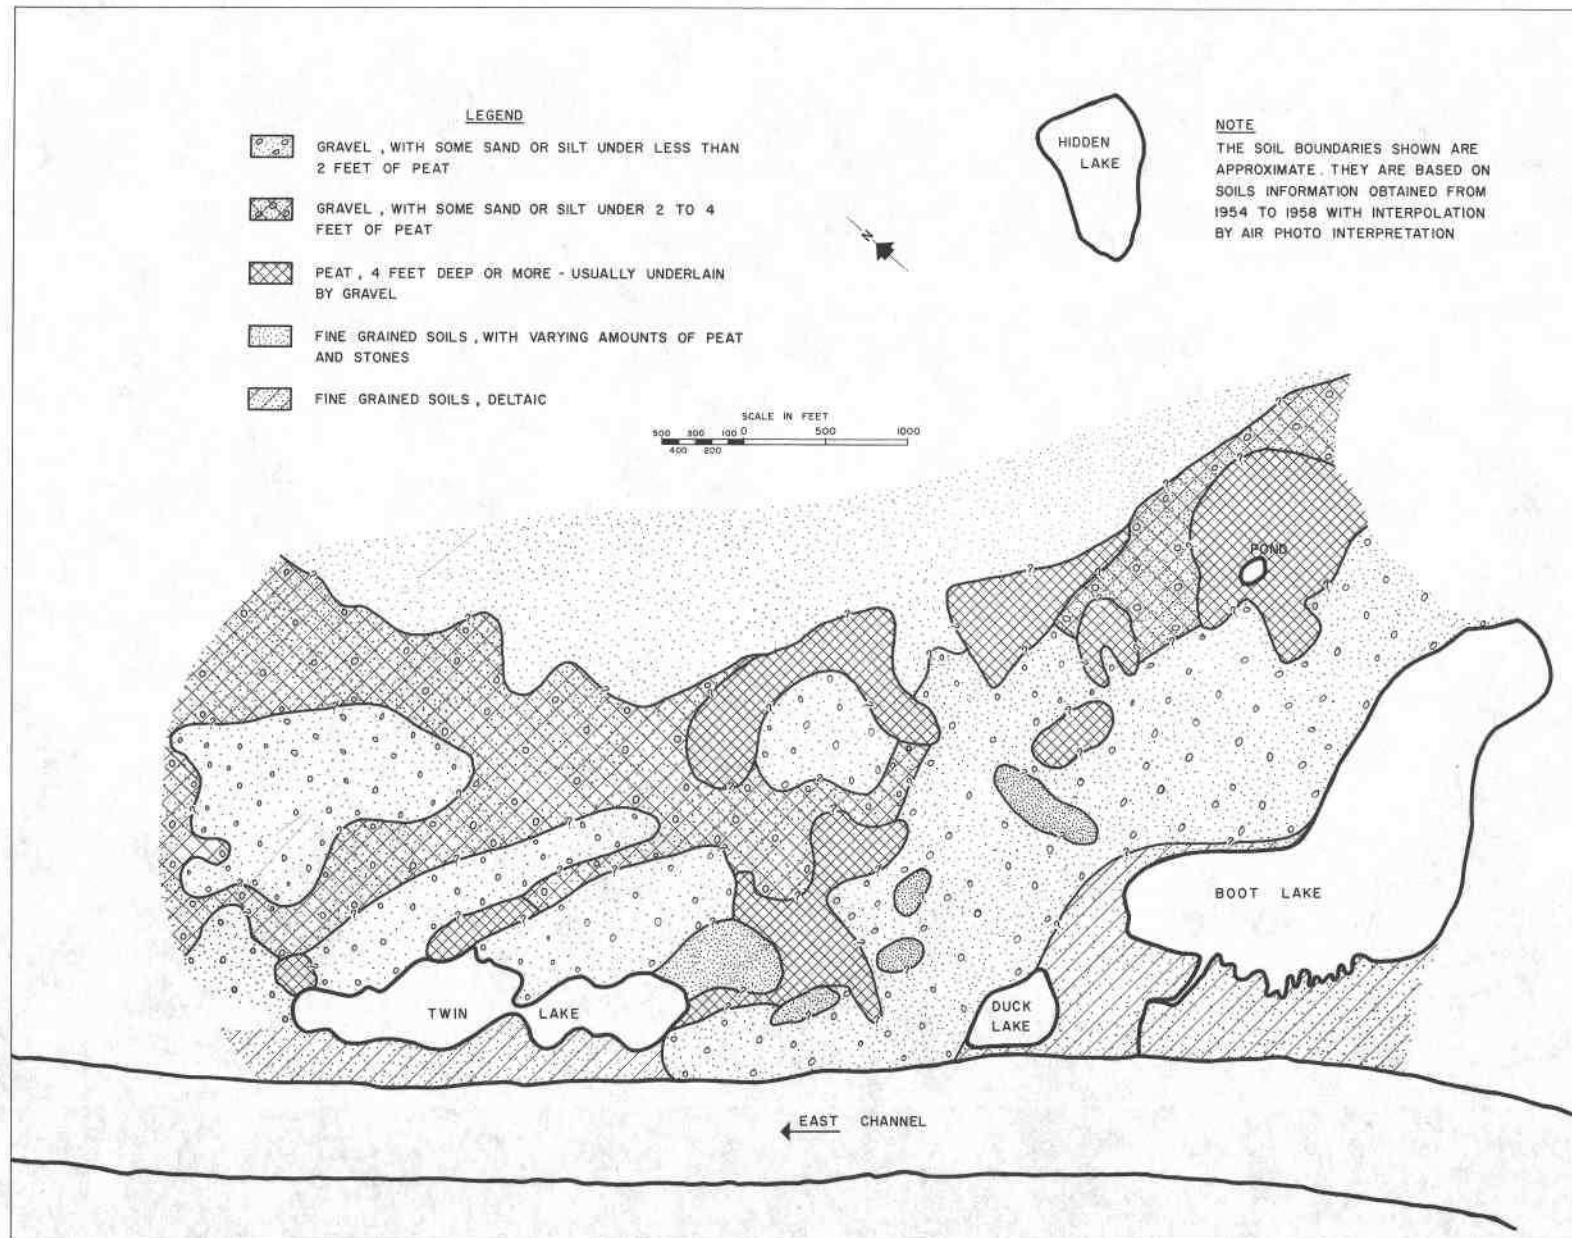 LEGEND
GRAVEL , WITH SOME SAND OR SILT UNDER LESS THAN
2 FEET OF PEAT
GRAVEL , WITH SOME SAND OR SILT UNDER 2 TO 4
FEET OF PEAT
PEAT , 4 FEET DEEP OR MORE - USUALLY UNDERLAIN
BY GRAVEL
FINE GRAINED SOILS , WITH VARYING AMOUNTS OF PEAT
AND STONES
FINE GRAINED SOILS , DELTAIC
HIDDEN
LAKE
NOTE
THE SOIL BOUNDARIES SHOWN ARE
APPROXIMATE . THEY ARE BASED ON
SOILS INFORMATION OBTAINED FROM
1954 TO 1958 WITH INTERPOLATION
BY AIR PHOTO INTERPRETATION
N
SCALE IN FEET
500 300 100 0 500 1000
400 200
POND
BOOT LAKE
TWIN LAKE
DUCK
LAKE
EAST CHANNEL